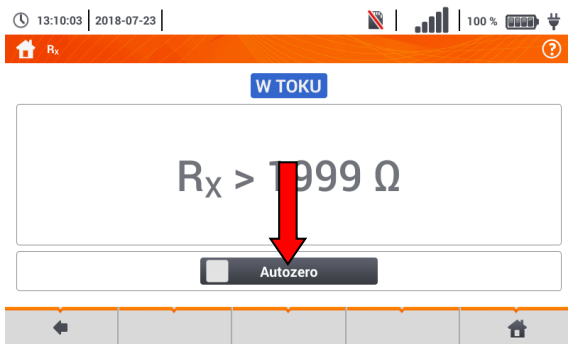 13:10:03 2018-07-23 100 %
Rx ?
W TOKU
Rx > 1999 Ω
Autozero